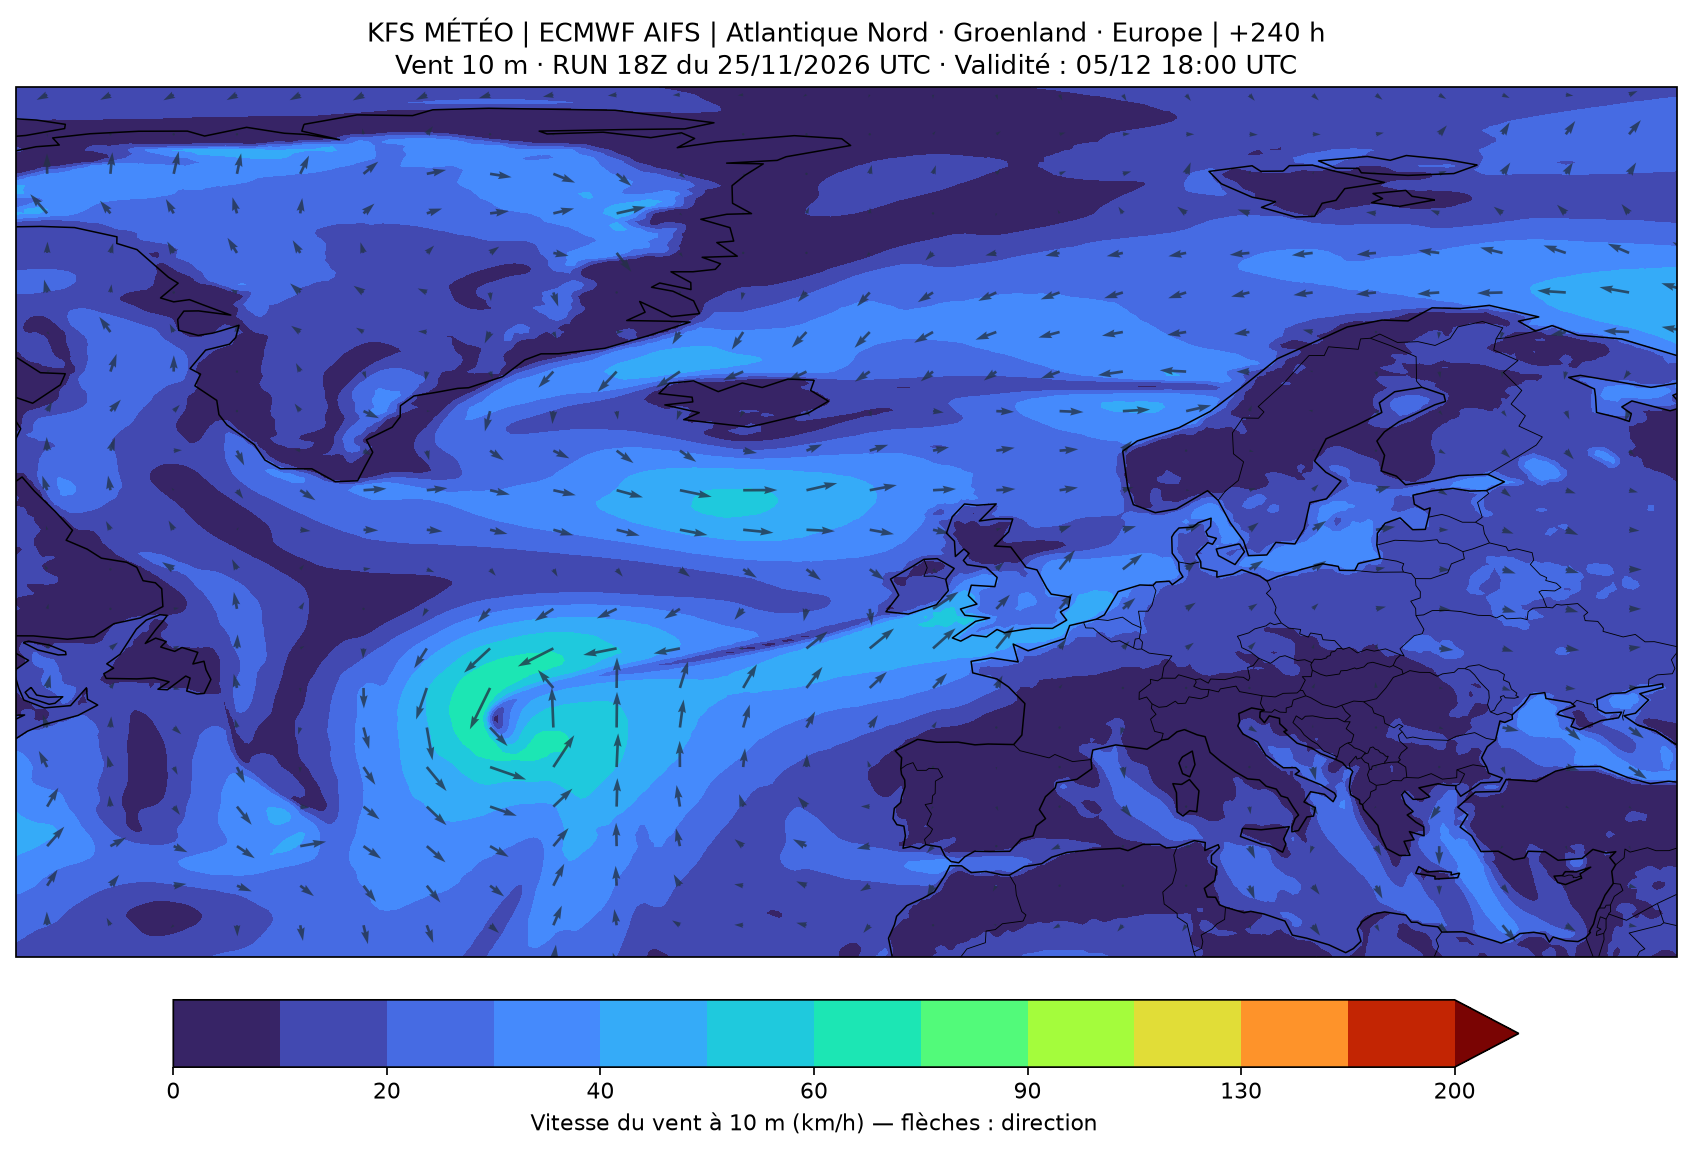 KFS MÉTÉO | ECMWF AIFS | Atlantique Nord · Groenland · Europe | +240 h
Vent 10 m · RUN 18Z du 25/11/2026 UTC · Validité : 05/12 18:00 UTC
0 20 40 60 90 130 200
Vitesse du vent à 10 m (km/h) — flèches : direction